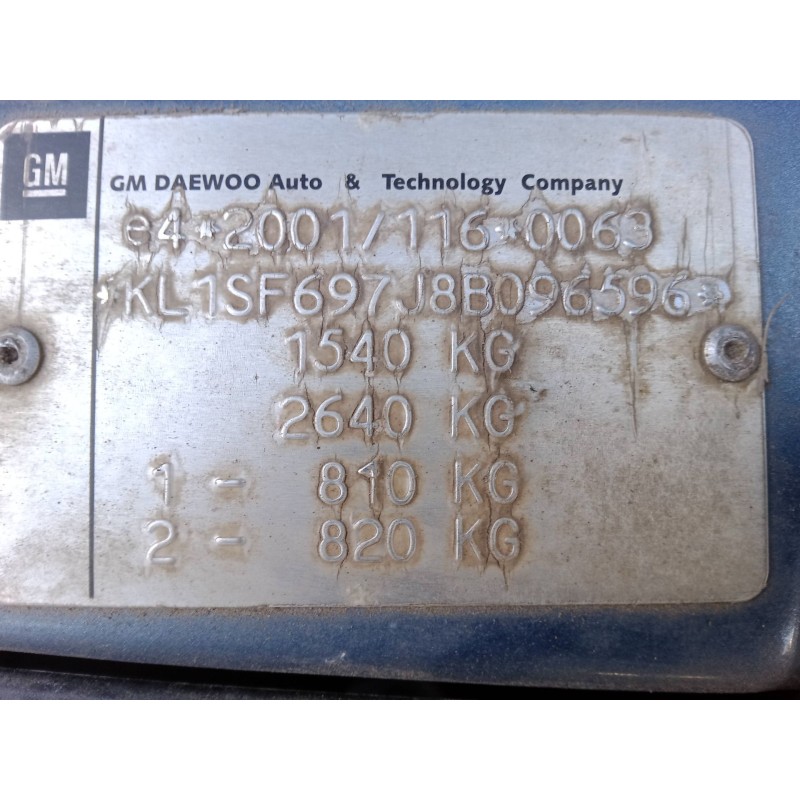 GM
GM DAEWOO Auto & Technology Company
e4*2001/116*0063
*KL1SF697J8B096596*
1540 KG
2640 KG
1 - 810 KG
2 - 820 KG